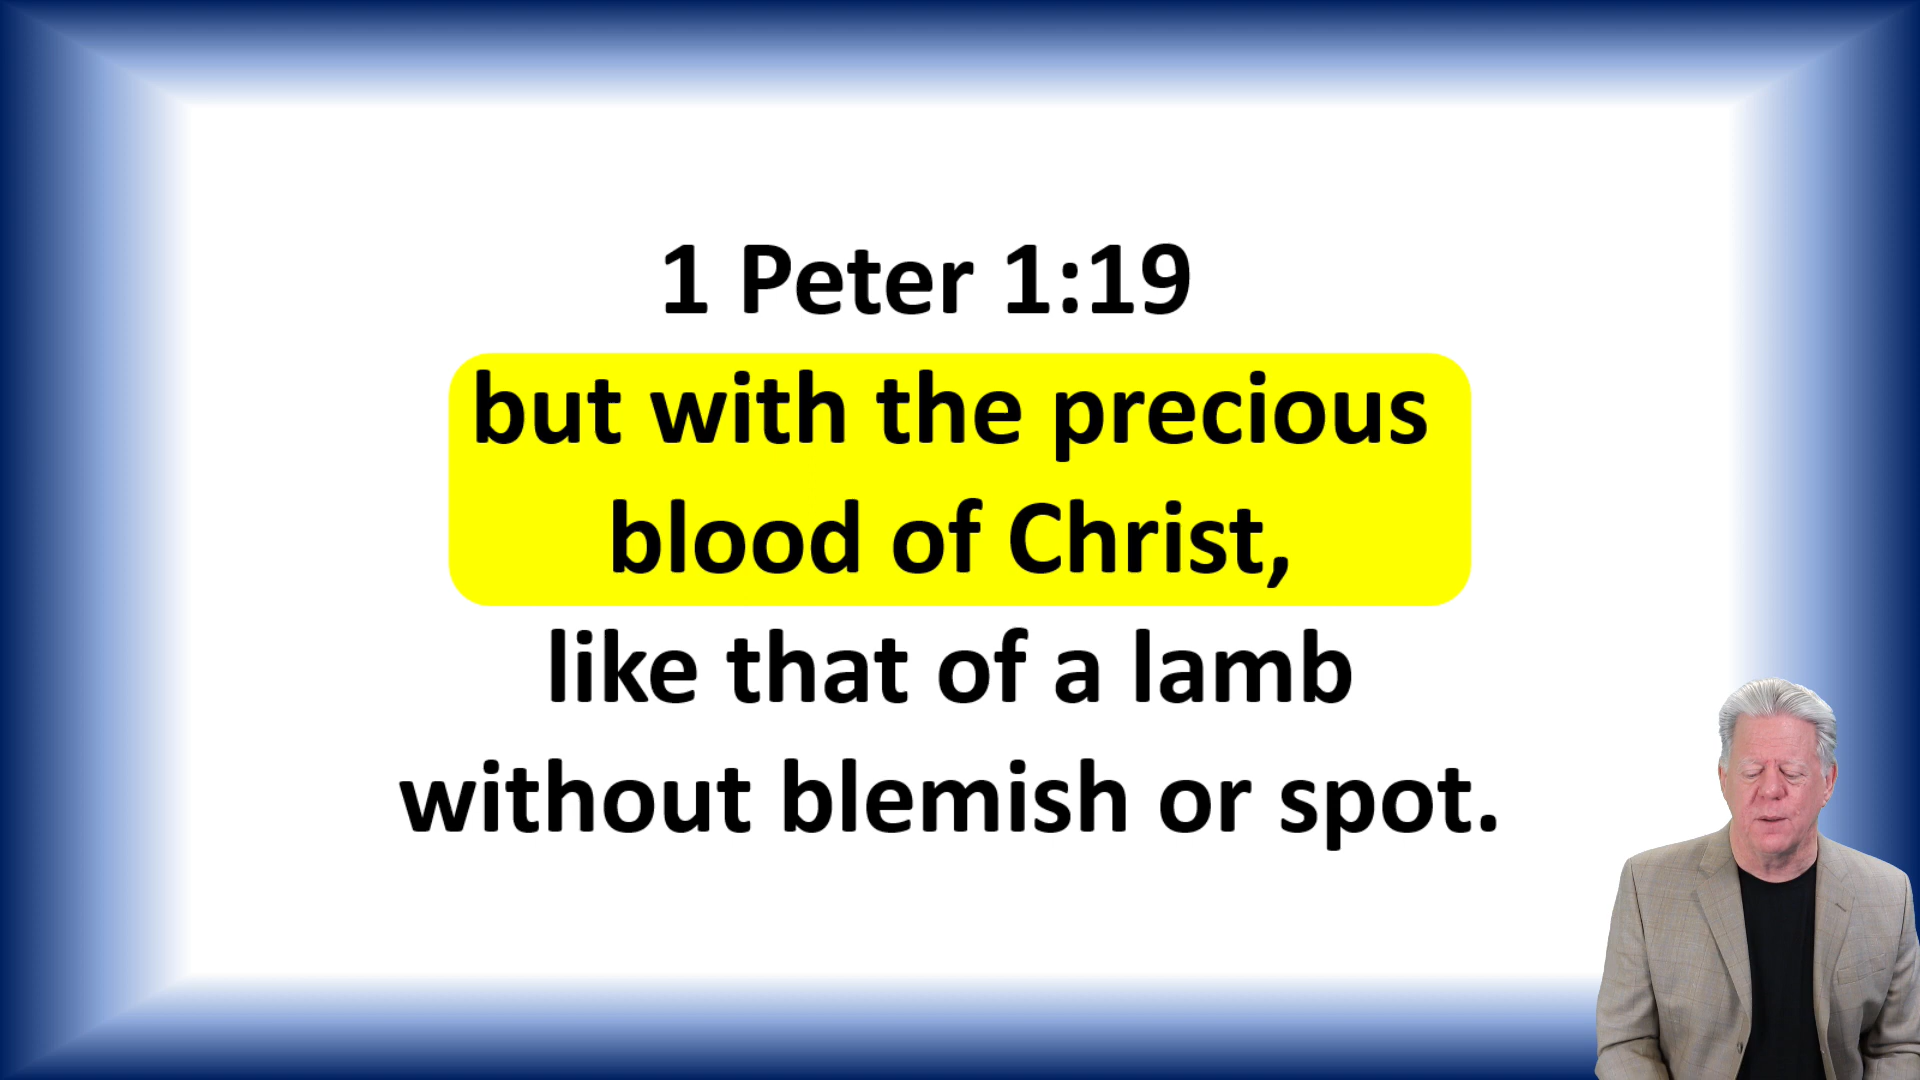 1 Peter 1:19
but with the precious
blood of Christ,
like that of a lamb
without blemish or spot.